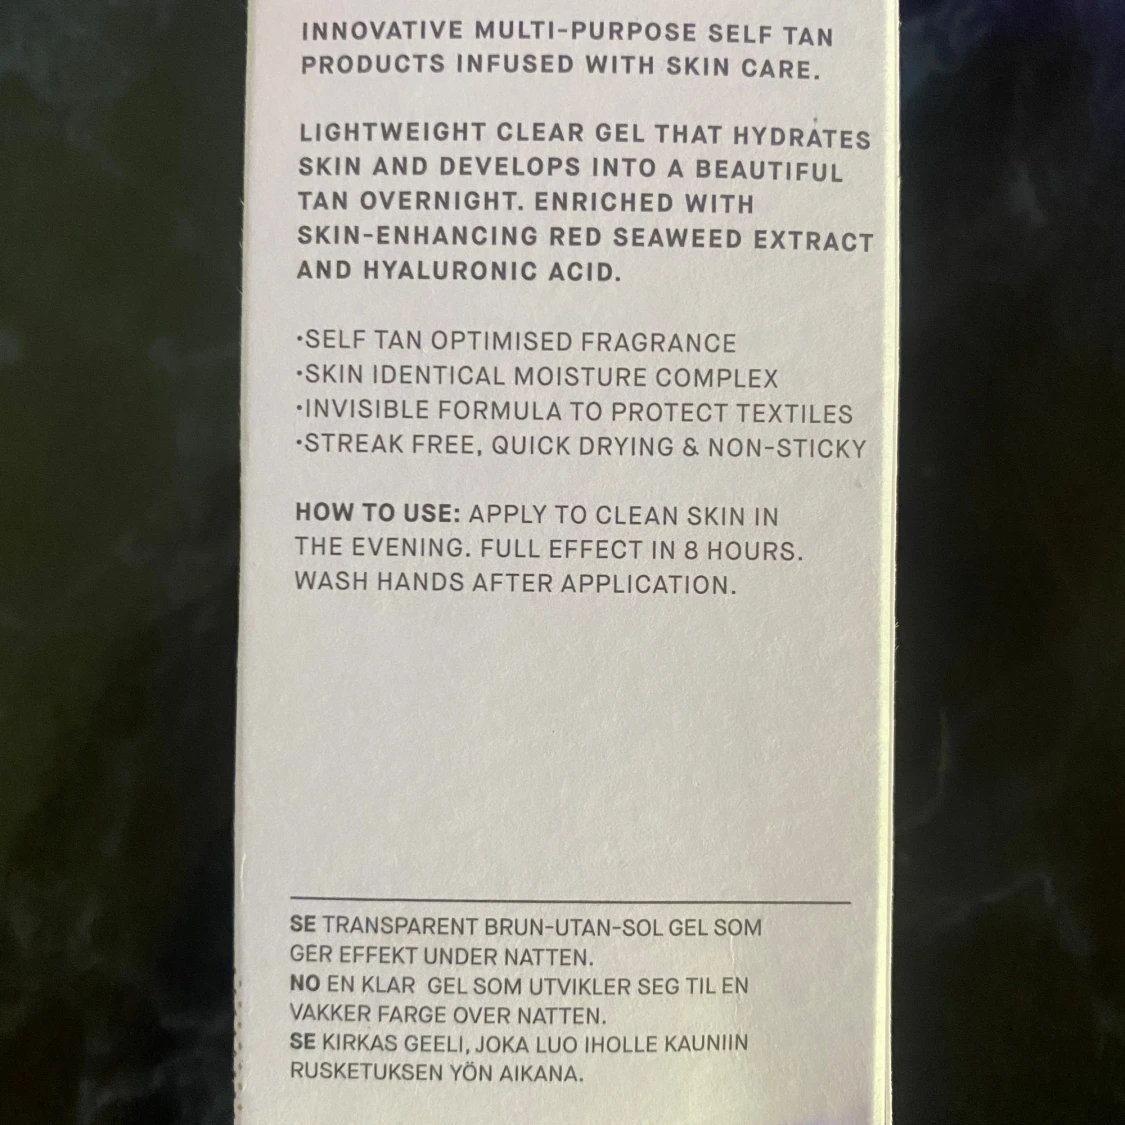 INNOVATIVE MULTI-PURPOSE SELF TAN
PRODUCTS INFUSED WITH SKIN CARE.
LIGHTWEIGHT CLEAR GEL THAT HYDRATES
SKIN AND DEVELOPS INTO A BEAUTIFUL
TAN OVERNIGHT. ENRICHED WITH
SKIN-ENHANCING RED SEAWEED EXTRACT
AND HYALURONIC ACID.
•SELF TAN OPTIMISED FRAGRANCE
•SKIN IDENTICAL MOISTURE COMPLEX
•INVISIBLE FORMULA TO PROTECT TEXTILES
•STREAK FREE, QUICK DRYING & NON-STICKY
HOW TO USE: APPLY TO CLEAN SKIN IN
THE EVENING. FULL EFFECT IN 8 HOURS.
WASH HANDS AFTER APPLICATION.
SE TRANSPARENT BRUN-UTAN-SOL GEL SOM
GER EFFEKT UNDER NATTEN.
NO EN KLAR GEL SOM UTVIKLER SEG TIL EN
VAKKER FARGE OVER NATTEN.
SE KIRKAS GEELI, JOKA LUO IHOLLE KAUNIIN
RUSKETUKSEN YÖN AIKANA.